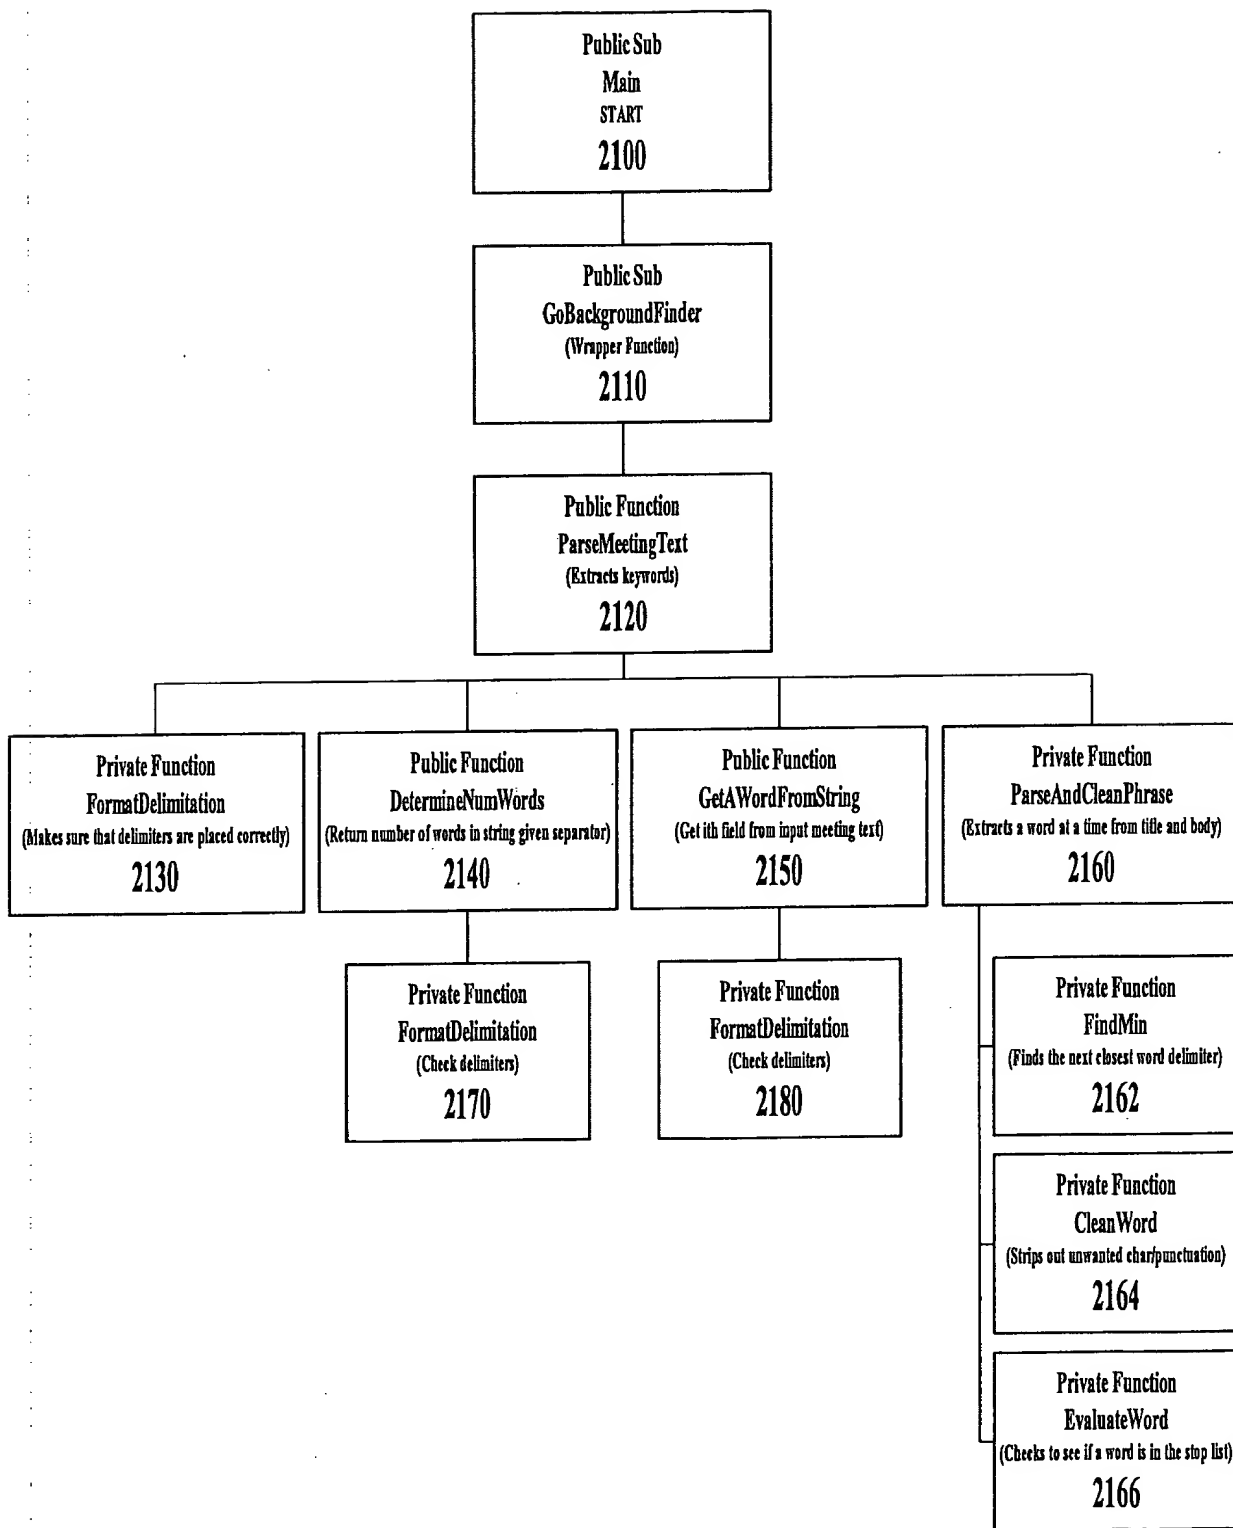 Public Sub
Main
START
2100
Public Sub
GoBackgroundFinder
(Wrapper Function)
2110
Public Function
ParseMeetingText
(Extracts keywords)
2120
Private Function
FormatDelimitation
(Makes sure that delimiters are placed correctly)
2130
Public Function
DetermineNumWords
(Return number of words in string given separator)
2140
Public Function
GetAWordFromString
(Get ith field from input meeting text)
2150
Private Function
ParseAndCleanPhrase
(Extracts a word at a time from title and body)
2160
Private Function
FormatDelimitation
(Check delimiters)
2170
Private Function
FormatDelimitation
(Check delimiters)
2180
Private Function
FindMin
(Finds the next closest word delimiter)
2162
Private Function
CleanWord
(Strips out unwanted char/punctuation)
2164
Private Function
EvaluateWord
(Checks to see if a word is in the stop list)
2166